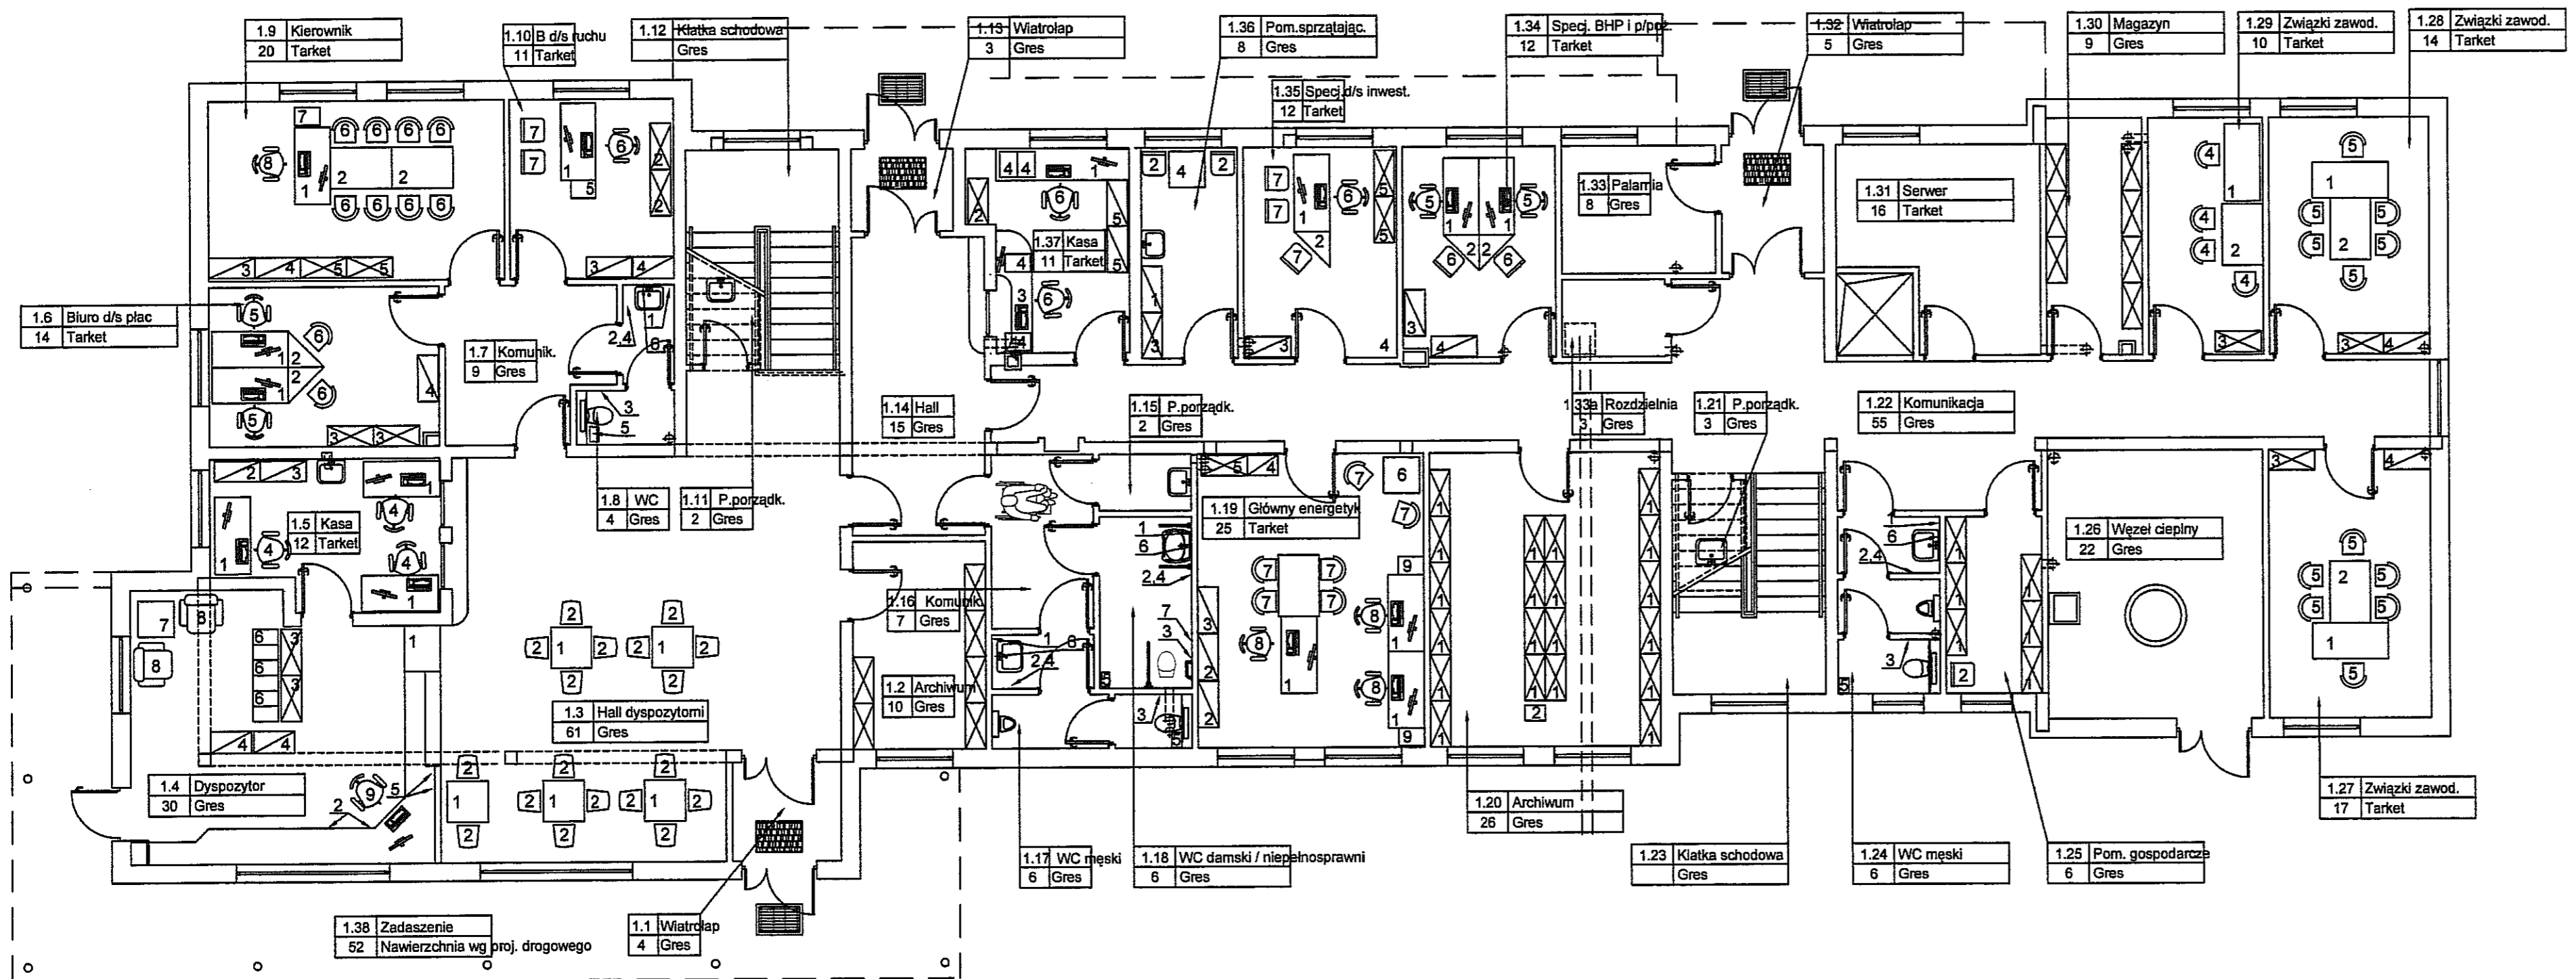 1.9 Kierownik
20 Tarket
1.10 B d/s ruchu
11 Tarket
1.12 Klatka schodowa
Gres
1.13 Wiatrołap
3 Gres
1.36 Pom.sprzątając.
8 Gres
1.34 Specj. BHP i p/poż.
12 Tarket
1.32 Wiatrołap
5 Gres
1.30 Magazyn
9 Gres
1.29 Związki zawod.
10 Tarket
1.28 Związki zawod.
14 Tarket
1.35 Specj.d/s inwest.
12 Tarket
1.33 Palarnia
8 Gres
1.31 Serwer
16 Tarket
1.37 Kasa
11 Tarket
1.6 Biuro d/s płac
14 Tarket
1.7 Komunik.
9 Gres
1.14 Hall
15 Gres
1.15 P.porządk.
2 Gres
1.33a Rozdzielnia
3 Gres
1.21 P.porządk.
3 Gres
1.22 Komunikacja
55 Gres
1.8 WC
4 Gres
1.11 P.porządk.
2 Gres
1.5 Kasa
12 Tarket
1.19 Główny energetyk
25 Tarket
1.26 Węzeł cieplny
22 Gres
1.16 Komunik.
7 Gres
1.2 Archiwum
10 Gres
1.3 Hall dyspozytorni
61 Gres
1.4 Dyspozytor
30 Gres
1.20 Archiwum
26 Gres
1.27 Związki zawod.
17 Tarket
1.17 WC męski
6 Gres
1.18 WC damski / niepełnosprawni
6 Gres
1.23 Klatka schodowa
Gres
1.24 WC męski
6 Gres
1.25 Pom. gospodarcze
6 Gres
1.38 Zadaszenie
52 Nawierzchnia wg proj. drogowego
1.1 Wiatrołap
4 Gres